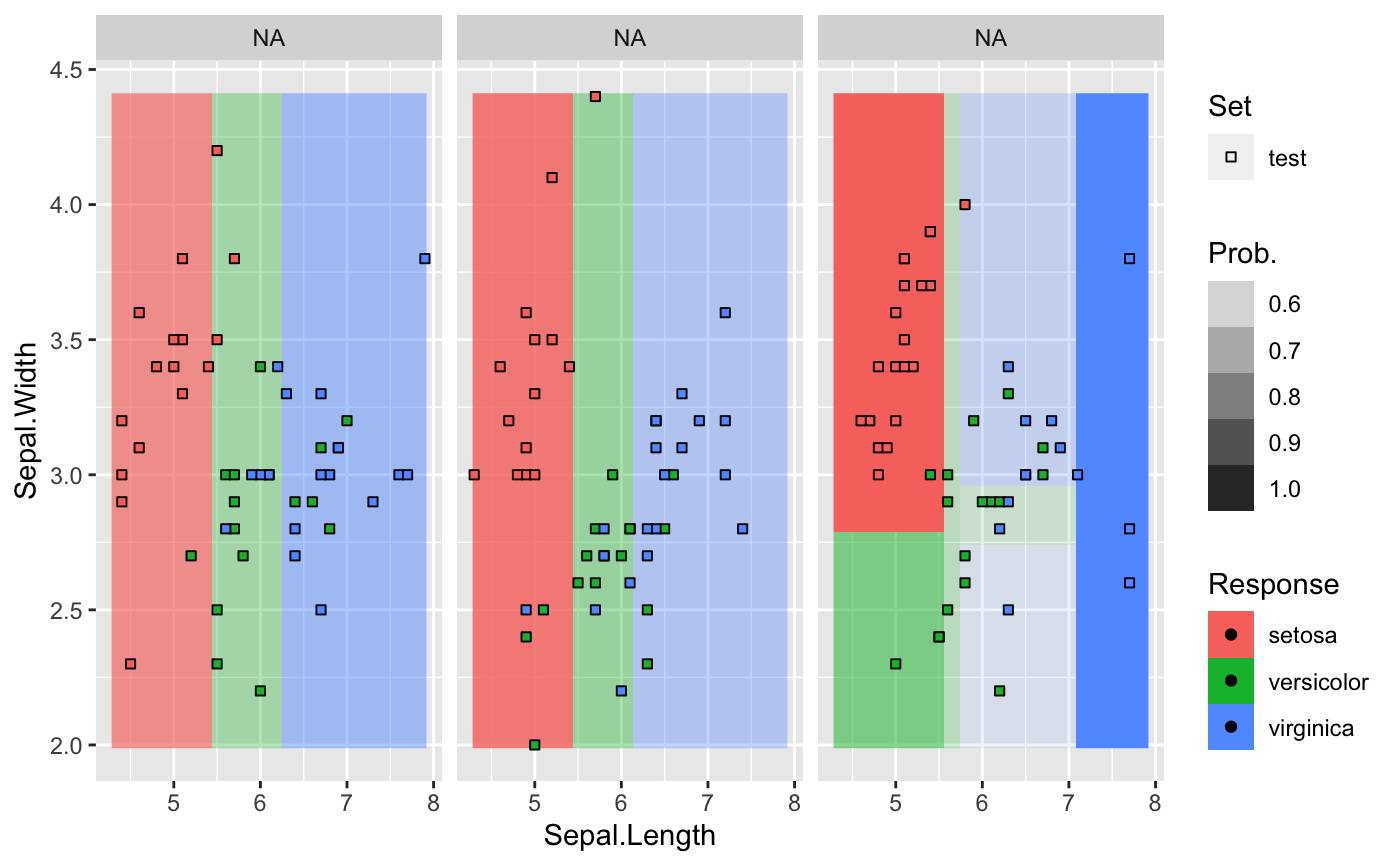 NA NA NA
4.5
4.0
3.5
3.0
2.5
2.0
Sepal.Width
5 6 7 8 5 6 7 8 5 6 7 8
Sepal.Length
Set
test
Prob.
0.6
0.7
0.8
0.9
1.0
Response
setosa
versicolor
virginica